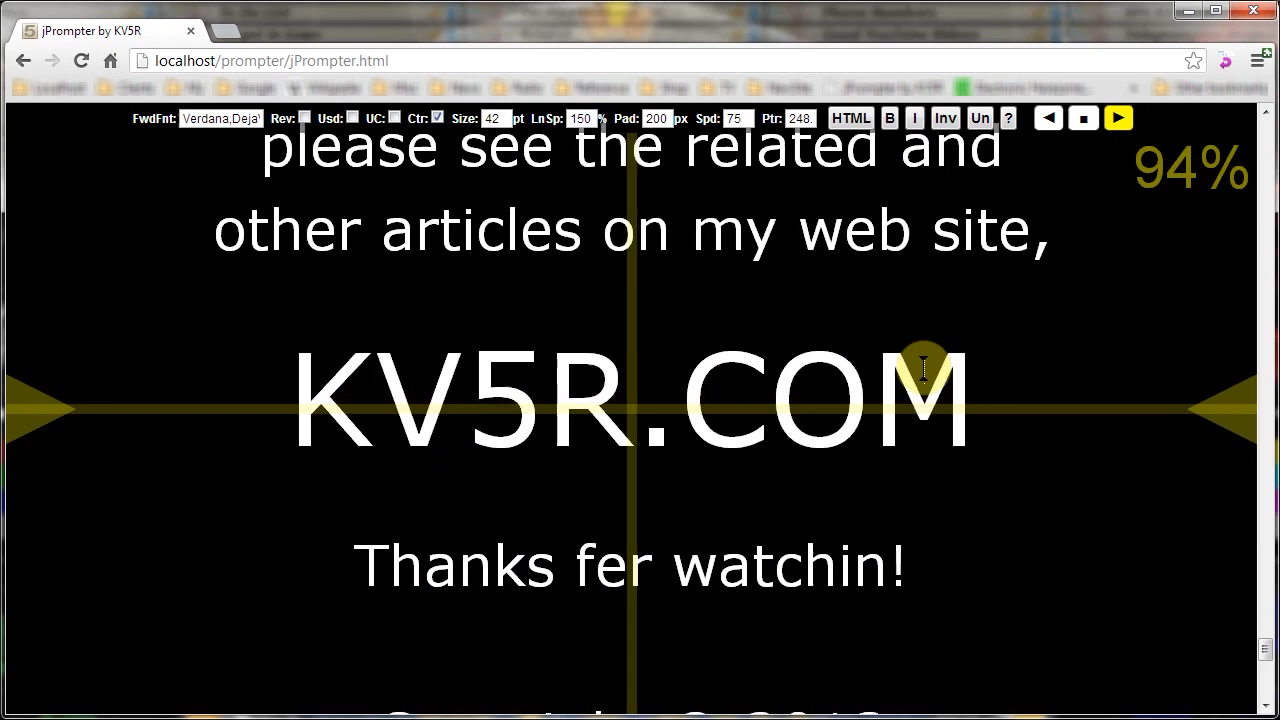 jPrompter by KV5R
localhost/prompter/jPrompter.html
FwdFnt: Verdana,Deja Rev: Usd: UC: Ctr: Size: 42 pt LnSp: 150 % Pad: 200 px Spd: 75 Ptr: 248. HTML B I Inv Un ?
please see the related and
94%
other articles on my web site,
KV5R.COM
Thanks fer watchin!